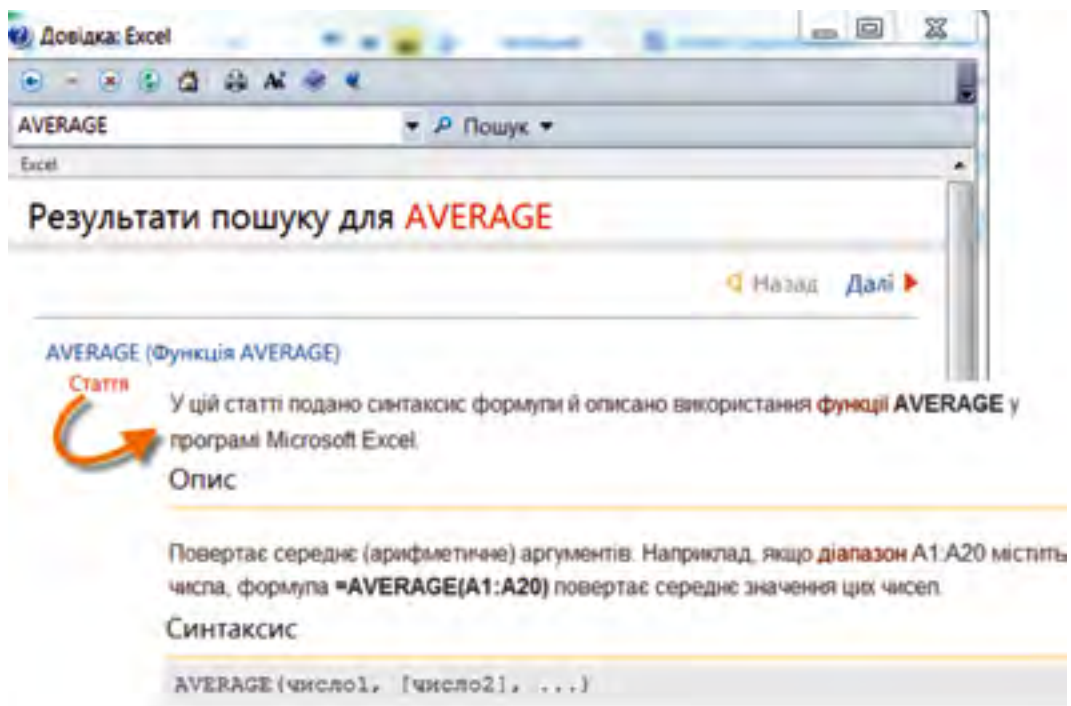 Довідка: Excel
AVERAGE
Пошук
Excel
Результати пошуку для AVERAGE
Назад Далі
AVERAGE (Функція AVERAGE)
Стаття
У цій статті подано синтаксис формули й описано використання функції AVERAGE у
програмі Microsoft Excel.
Опис
Повертає середнє (арифметичне) аргументів. Наприклад, якщо діапазон A1:A20 містить
числа, формула =AVERAGE(A1:A20) повертає середнє значення цих чисел.
Синтаксис
AVERAGE(число1, [число2], ...)